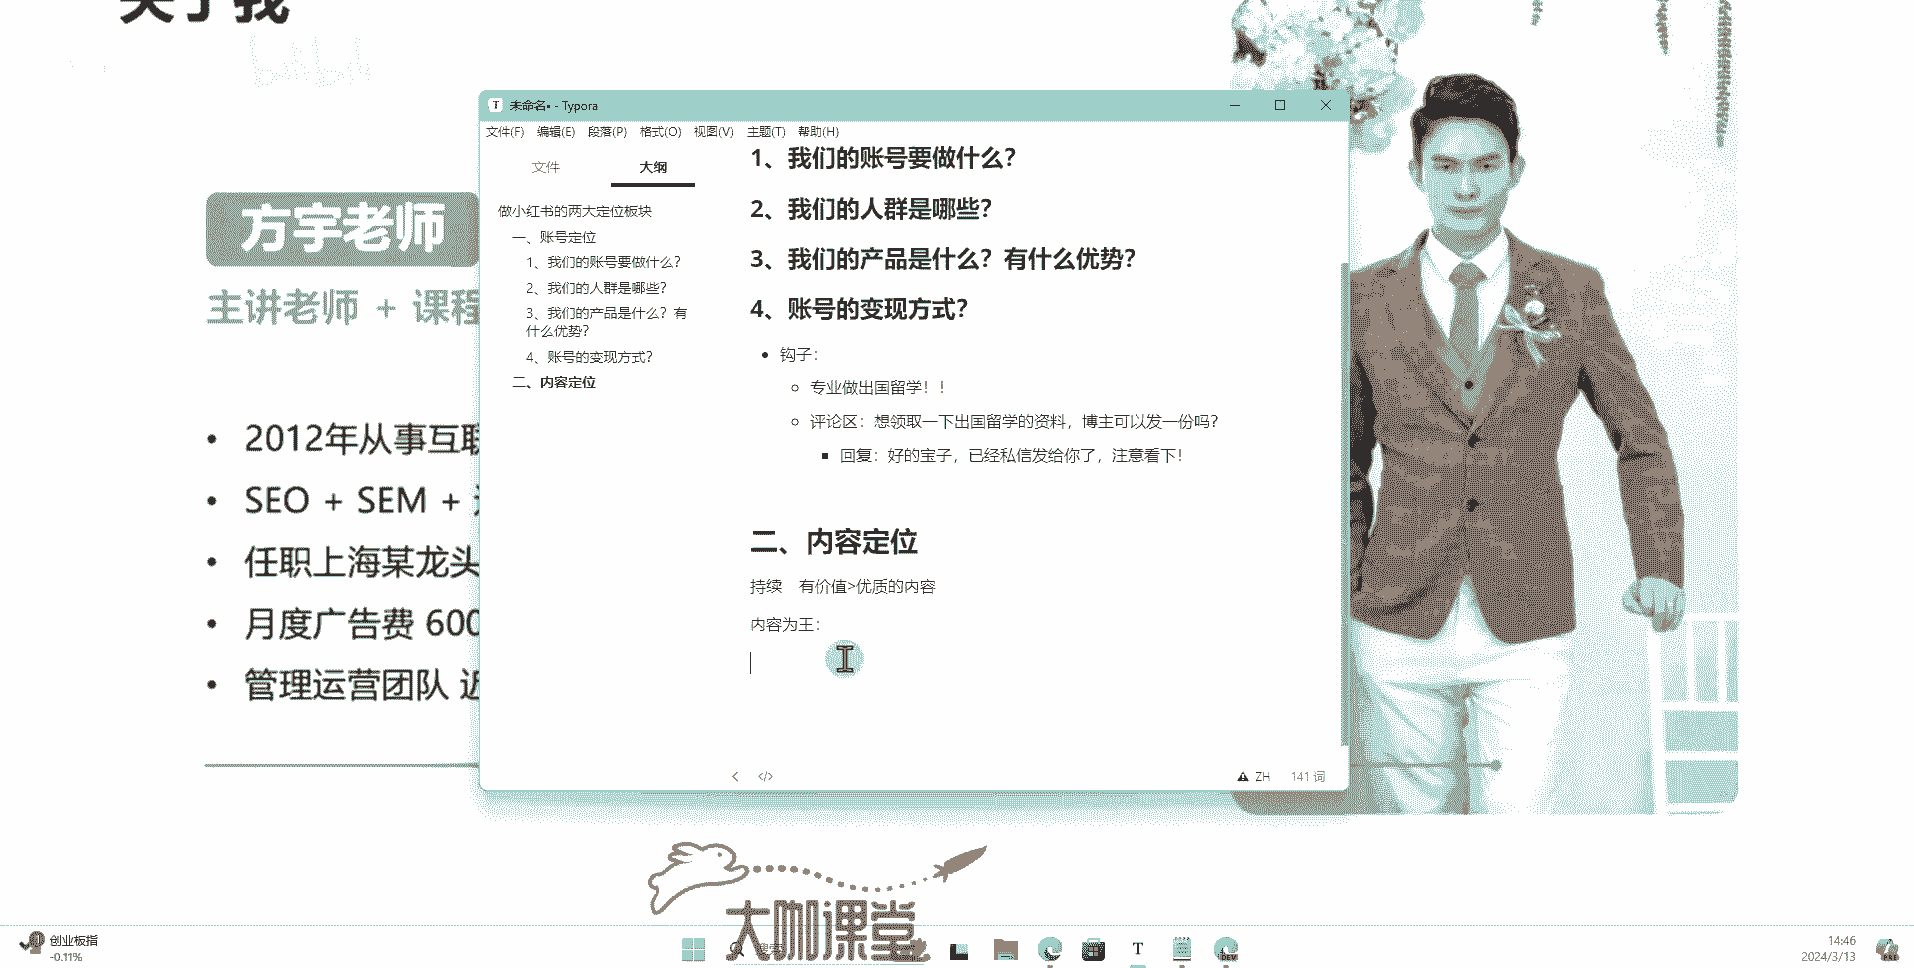 关于我
bilibili
方宇老师
主讲老师 + 课程
• 2012年从事互联
• SEO + SEM +
• 任职上海某龙头
• 月度广告费 600
• 管理运营团队 近
未命名• - Typora
文件(F) 编辑(E) 段落(P) 格式(O) 视图(V) 主题(T) 帮助(H)
文件 大纲
做小红书的两大定位板块
一、账号定位
1、我们的账号要做什么？
2、我们的人群是哪些？
3、我们的产品是什么？有
什么优势？
4、账号的变现方式？
二、内容定位
1、我们的账号要做什么？
2、我们的人群是哪些？
3、我们的产品是什么？有什么优势？
4、账号的变现方式？
• 钩子：
专业做出国留学！！
评论区：想领取一下出国留学的资料，博主可以发一份吗？
回复：好的宝子，已经私信发给你了，注意看下！
二、内容定位
持续 有价值>优质的内容
内容为王：
</> ZH 141 词
大咖课堂
创业板指
-0.11%
搜索
T
DEV
14:46
2024/3/13
PRE